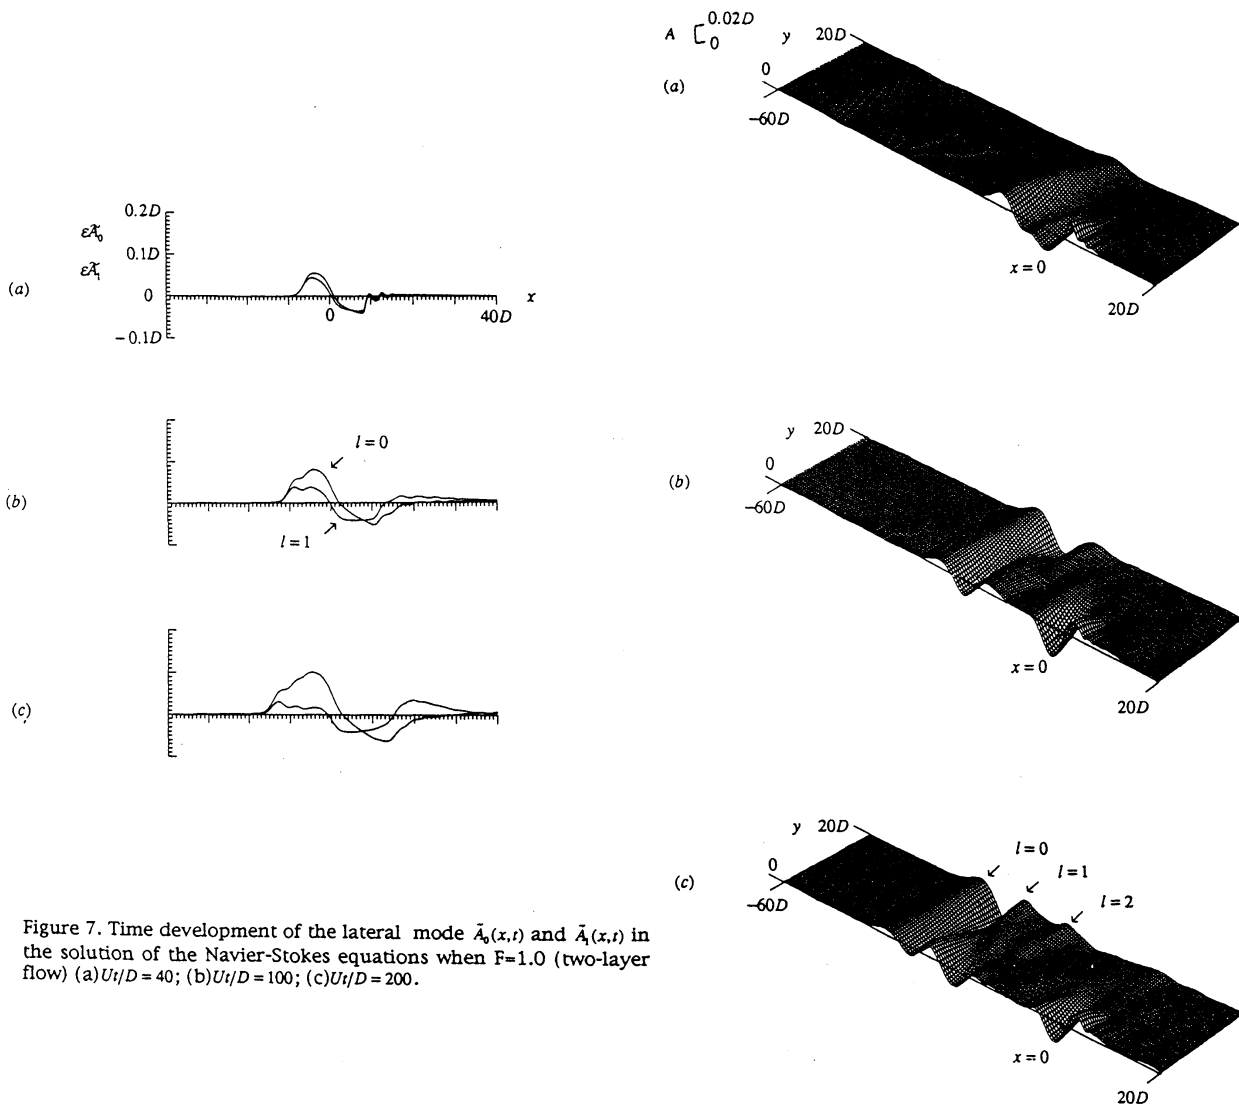 εÃ₀
εÃ₁
0.2D
0.1D
0
−0.1D
(a)
0
40D
x
(b)
l=0
l=1
(c)
Figure 7. Time development of the lateral mode Ã₀(x,t) and Ã₁(x,t) in
the solution of the Navier-Stokes equations when F=1.0 (two-layer
flow) (a)Ut/D=40; (b)Ut/D=100; (c)Ut/D=200.
A
0.02D
0
y
20D
0
(a)
−60D
x=0
20D
y
20D
0
(b)
−60D
x=0
20D
y
20D
0
(c)
−60D
l=0
l=1
l=2
x=0
20D